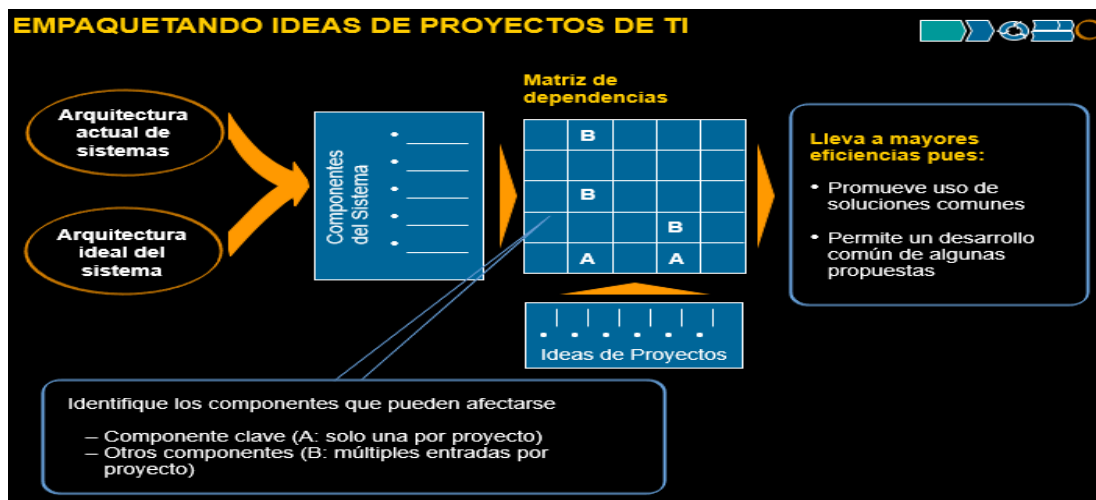 EMPAQUETANDO IDEAS DE PROYECTOS DE TI
Arquitectura
actual de
sistemas
Arquitectura
ideal del
sistema
Componentes
del Sistema
Matriz de
dependencias
B
B
B
A A
Ideas de Proyectos
Lleva a mayores
eficiencias pues:
• Promueve uso de
soluciones comunes
• Permite un desarrollo
común de algunas
propuestas
Identifique los componentes que pueden afectarse
– Componente clave (A: solo una por proyecto)
– Otros componentes (B: múltiples entradas por
proyecto)